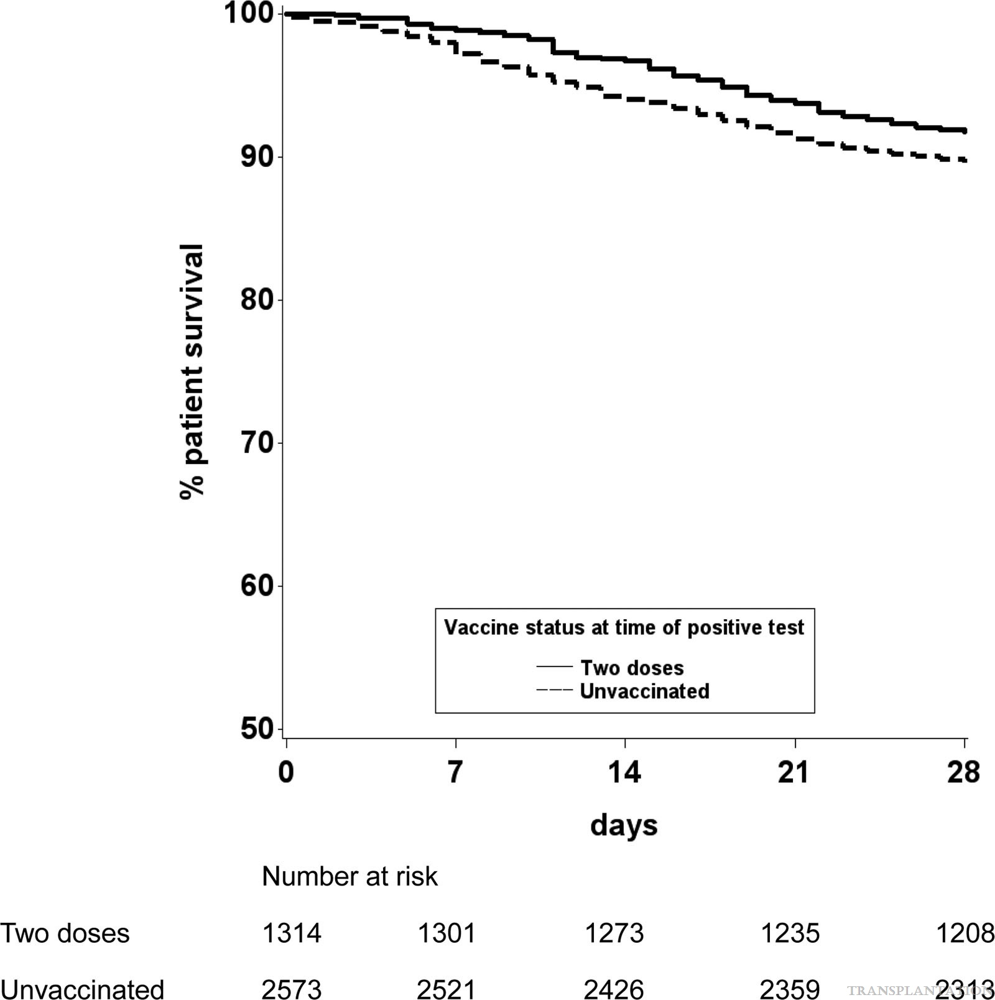 100
90
80
70
60
50
% patient survival
Vaccine status at time of positive test
Two doses
Unvaccinated
0 7 14 21 28
days
Number at risk
Two doses 1314 1301 1273 1235 1208
Unvaccinated 2573 2521 2426 2359 2313
TRANSPLANTATION